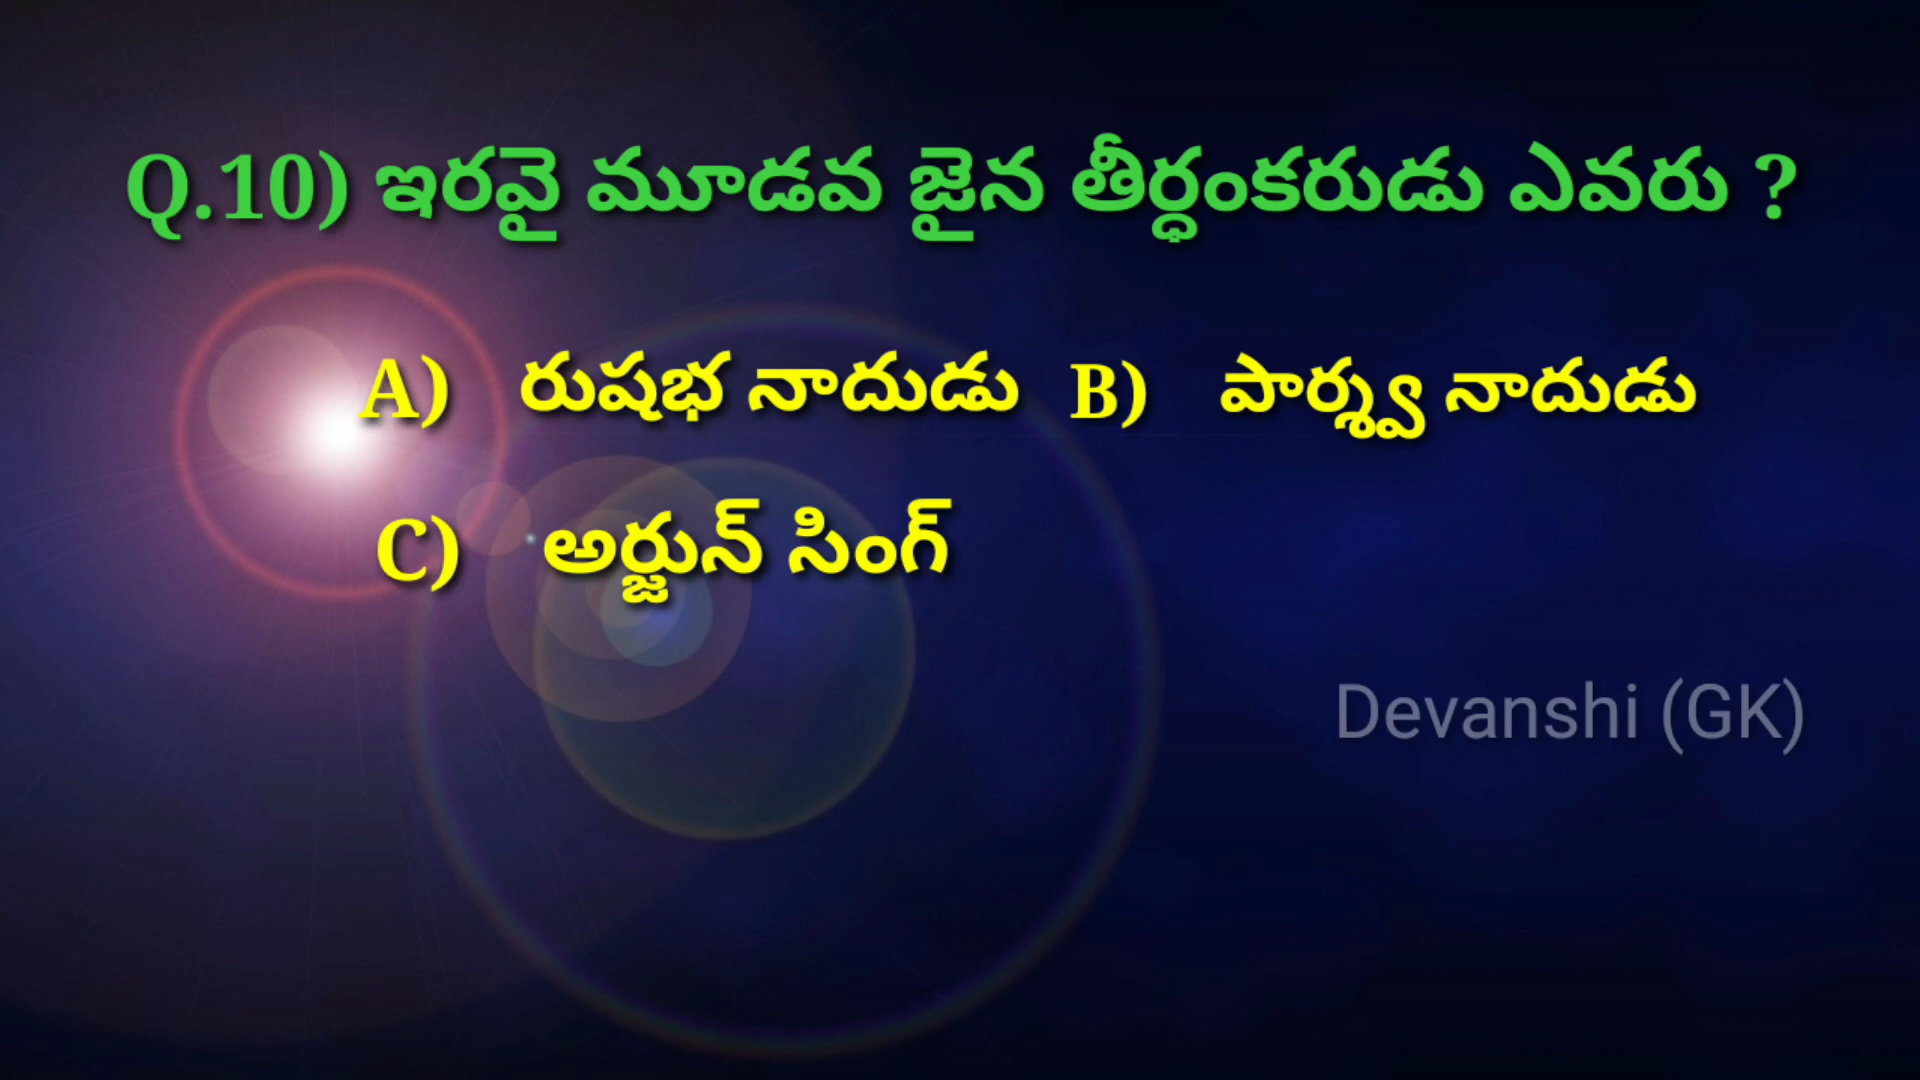 Q.10) ఇరవై మూడవ జైన తీర్ధంకరుడు ఎవరు ?
A) రుషభ నాదుడు B) పార్శ్వ నాదుడు
C) అర్జున్ సింగ్
Devanshi (GK)